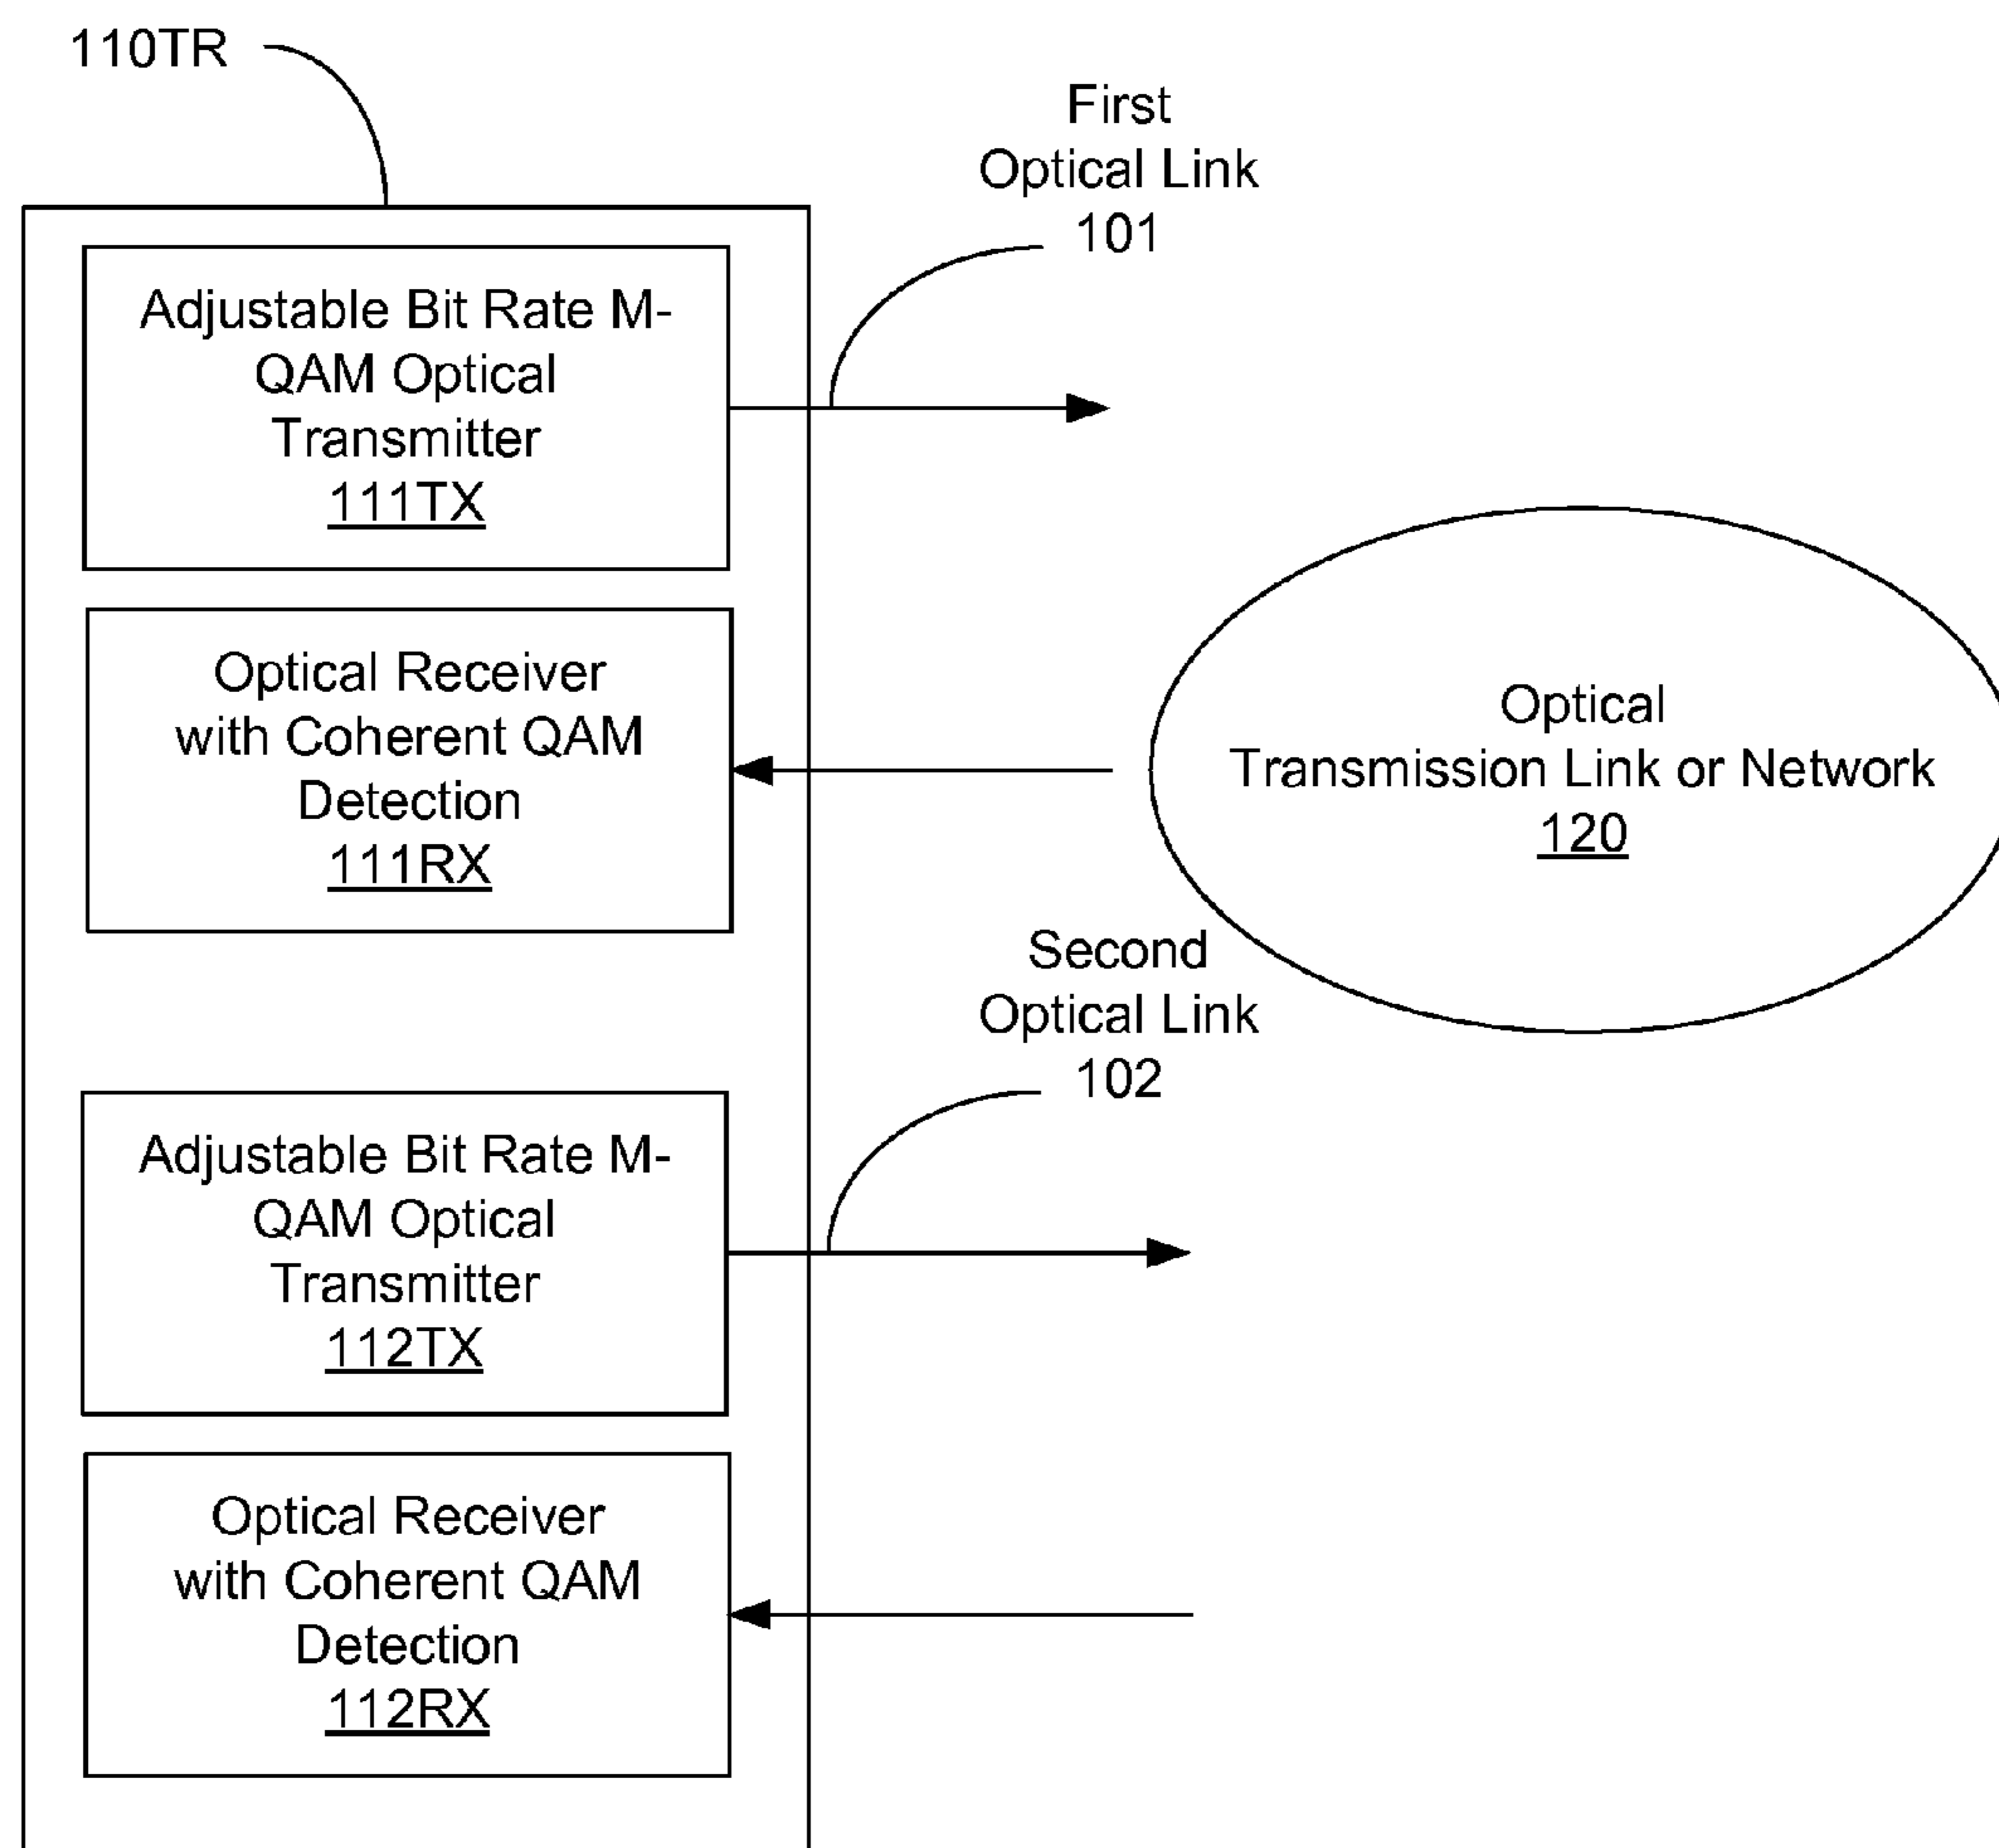 110TR
First
Optical Link
101
Adjustable Bit Rate M-
QAM Optical
Transmitter
111TX
Optical Receiver
with Coherent QAM
Detection
111RX
Optical
Transmission Link or Network
120
Second
Optical Link
102
Adjustable Bit Rate M-
QAM Optical
Transmitter
112TX
Optical Receiver
with Coherent QAM
Detection
112RX